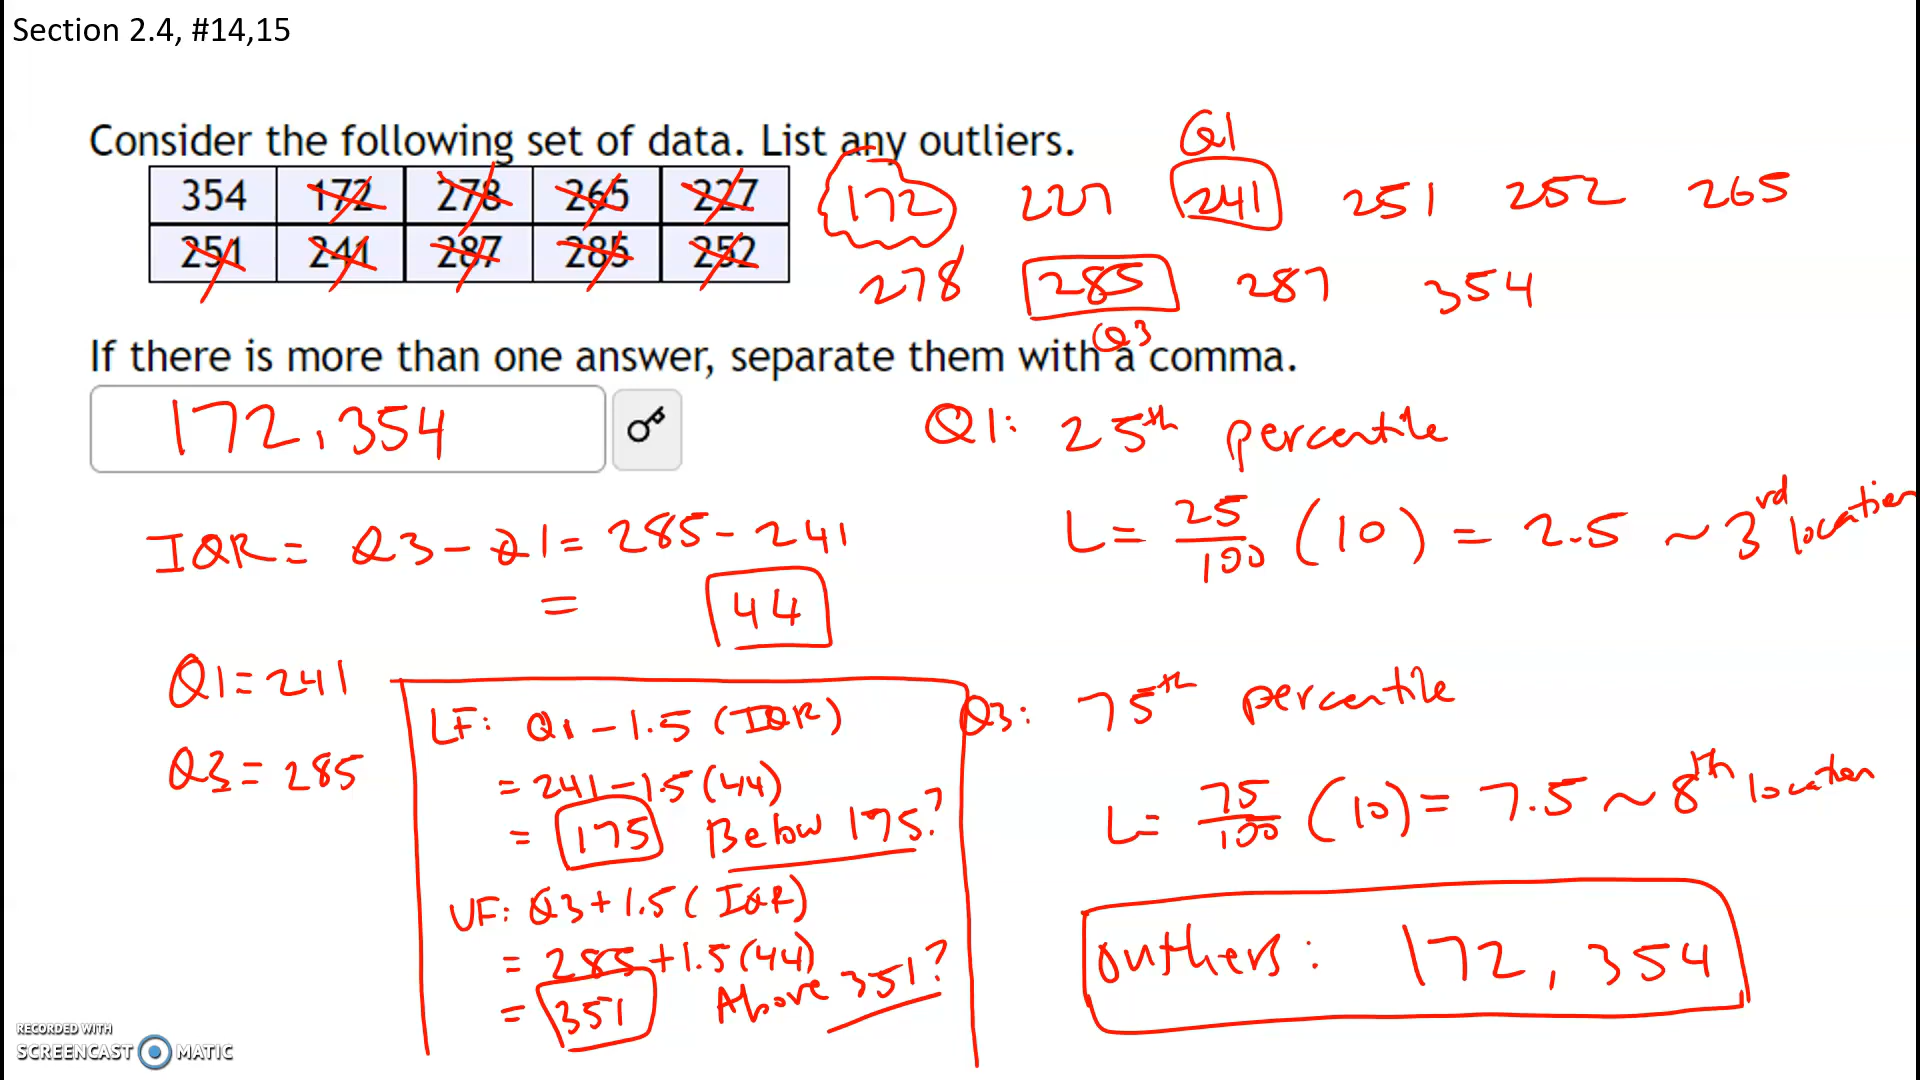 Section 2.4, #14,15
Consider the following set of data. List any outliers.
354 172 278 265 227
251 241 287 285 252
Q1
172 227 241 251 252 265
278 285 287 354
Q3
If there is more than one answer, separate them with a comma.
172, 354
Q1: 25th percentile
L = 25/100 (10) = 2.5 ~ 3rd location
IQR = Q3 - Q1 = 285 - 241
= 44
Q1 = 241
Q3 = 285
LF: Q1 - 1.5 (IQR)
= 241 - 1.5 (44)
= 175 Below 175?
UF: Q3 + 1.5 (IQR)
= 285 + 1.5 (44)
= 351 Above 351?
Q3: 75th percentile
L = 75/100 (10) = 7.5 ~ 8th location
outliers: 172, 354
RECORDED WITH
SCREENCAST MATIC